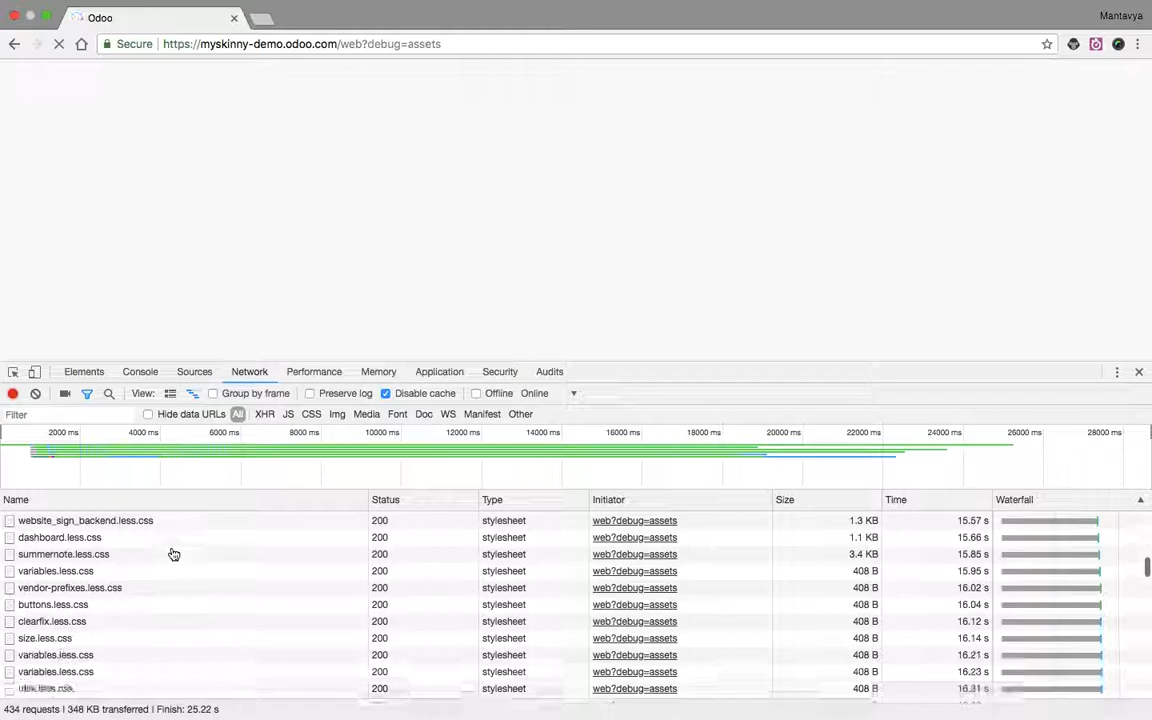 Odoo
Mantavya
Secure https://myskinny-demo.odoo.com/web?debug=assets
Elements Console Sources Network Performance Memory Application Security Audits
View: Group by frame Preserve log Disable cache Offline Online
Filter Hide data URLs All XHR JS CSS Img Media Font Doc WS Manifest Other
2000 ms 4000 ms 6000 ms 8000 ms 10000 ms 12000 ms 14000 ms 16000 ms 18000 ms 20000 ms 22000 ms 24000 ms 26000 ms 28000 ms
Name Status Type Initiator Size Time Waterfall
website_sign_backend.less.css 200 stylesheet web?debug=assets 1.3 KB 15.57 s
dashboard.less.css 200 stylesheet web?debug=assets 1.1 KB 15.66 s
summernote.less.css 200 stylesheet web?debug=assets 3.4 KB 15.85 s
variables.less.css 200 stylesheet web?debug=assets 408 B 15.95 s
vendor-prefixes.less.css 200 stylesheet web?debug=assets 408 B 16.02 s
buttons.less.css 200 stylesheet web?debug=assets 408 B 16.04 s
clearfix.less.css 200 stylesheet web?debug=assets 408 B 16.12 s
size.less.css 200 stylesheet web?debug=assets 408 B 16.14 s
variables.less.css 200 stylesheet web?debug=assets 408 B 16.21 s
variables.less.css 200 stylesheet web?debug=assets 408 B 16.23 s
200 stylesheet web?debug=assets 408 B 16.31 s
434 requests | 348 KB transferred | Finish: 25.22 s